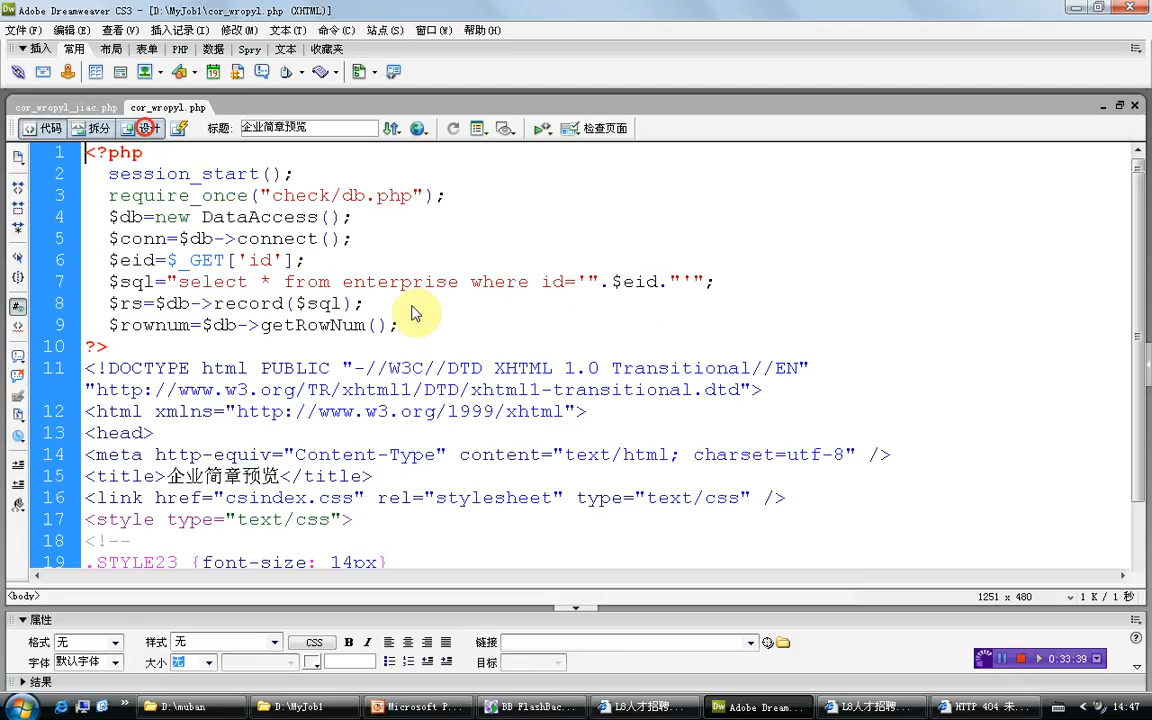 Adobe Dreamweaver CS3 - [D:\MyJob1\cor_wropyl.php (XHTML)]
文件(F) 编辑(E) 查看(V) 插入记录(I) 修改(M) 文本(T) 命令(C) 站点(S) 窗口(W) 帮助(H)
插入 常用 布局 表单 PHP 数据 Spry 文本 收藏夹
cor_wropyl_jiac.php cor_wropyl.php
代码 拆分 设计 标题: 企业简章预览 检查页面
1 <?php
2 session_start();
3 require_once("check/db.php");
4 $db=new DataAccess();
5 $conn=$db->connect();
6 $eid=$_GET['id'];
7 $sql="select * from enterprise where id='".$eid."'";
8 $rs=$db->record($sql);
9 $rownum=$db->getRowNum();
10 ?>
11 <!DOCTYPE html PUBLIC "-//W3C//DTD XHTML 1.0 Transitional//EN"
"http://www.w3.org/TR/xhtml1/DTD/xhtml1-transitional.dtd">
12 <html xmlns="http://www.w3.org/1999/xhtml">
13 <head>
14 <meta http-equiv="Content-Type" content="text/html; charset=utf-8" />
15 <title>企业简章预览</title>
16 <link href="csindex.css" rel="stylesheet" type="text/css" />
17 <style type="text/css">
18 <!--
19 .STYLE23 {font-size: 14px}
<body> 1251 x 480 1 K / 1 秒
属性
格式 无 样式 无 CSS B I 链接
字体 默认字体 大小 无 目标
0:33:39
结果
D:\muban D:\MyJob1 Microsoft P... BB FlashBac... L8人才招聘... Adobe Dream... L8人才招聘... HTTP 404 未... 14:47